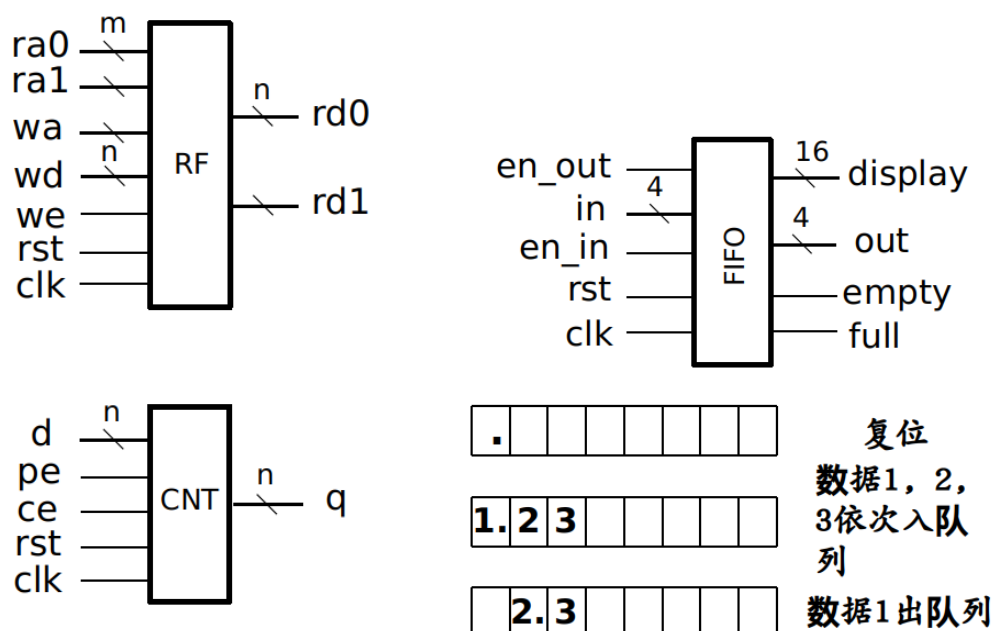 m
ra0
ra1
wa
n
wd
we
rst
clk
RF
n
rd0
rd1
en_out
4
in
en_in
rst
clk
FIFO
16
display
4
out
empty
full
n
d
pe
ce
rst
clk
CNT
n
q
.
复位
1. 2 3
数据1，2，
3依次入队
列
2. 3
数据1出队列